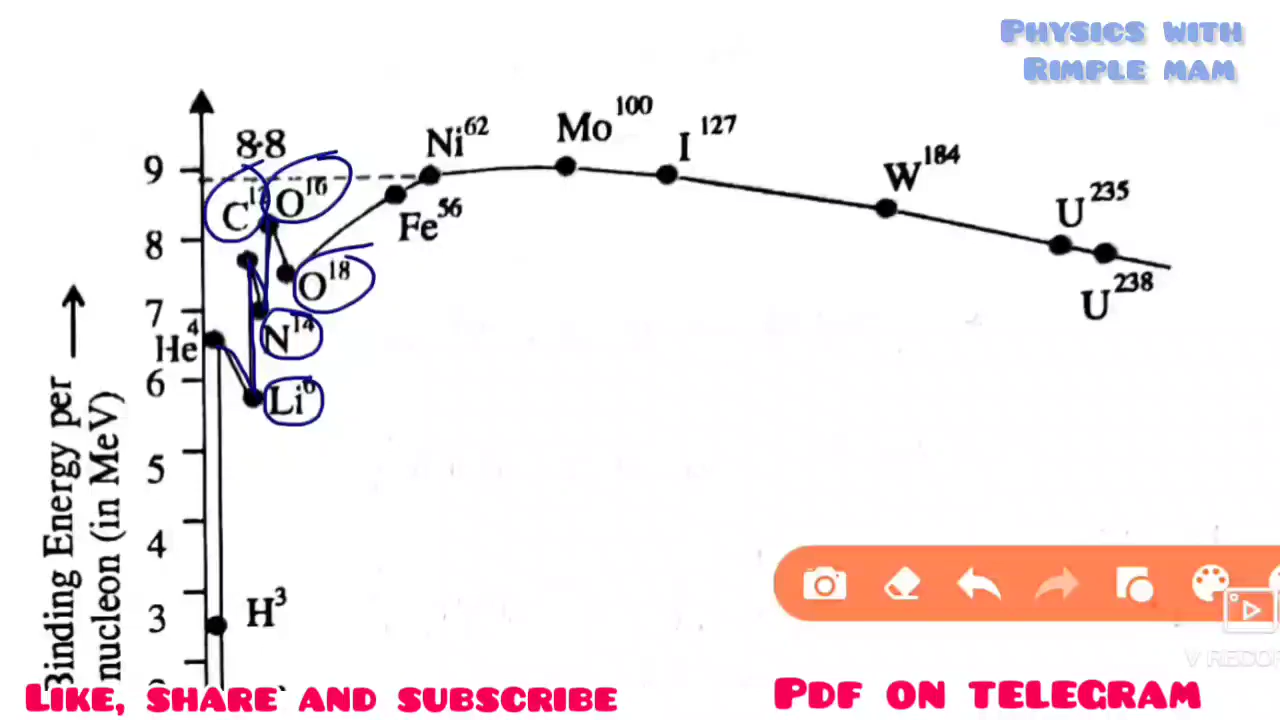 Physics with
Rimple mam
8·8
9
8
7
6
5
4
3
C
O16
Ni62
Mo100
I127
W184
U235
U238
Fe56
O18
N14
He4
Li6
H3
Binding Energy per
nucleon (in MeV)
V RECOR
Like, share and subscribe
Pdf on telegram